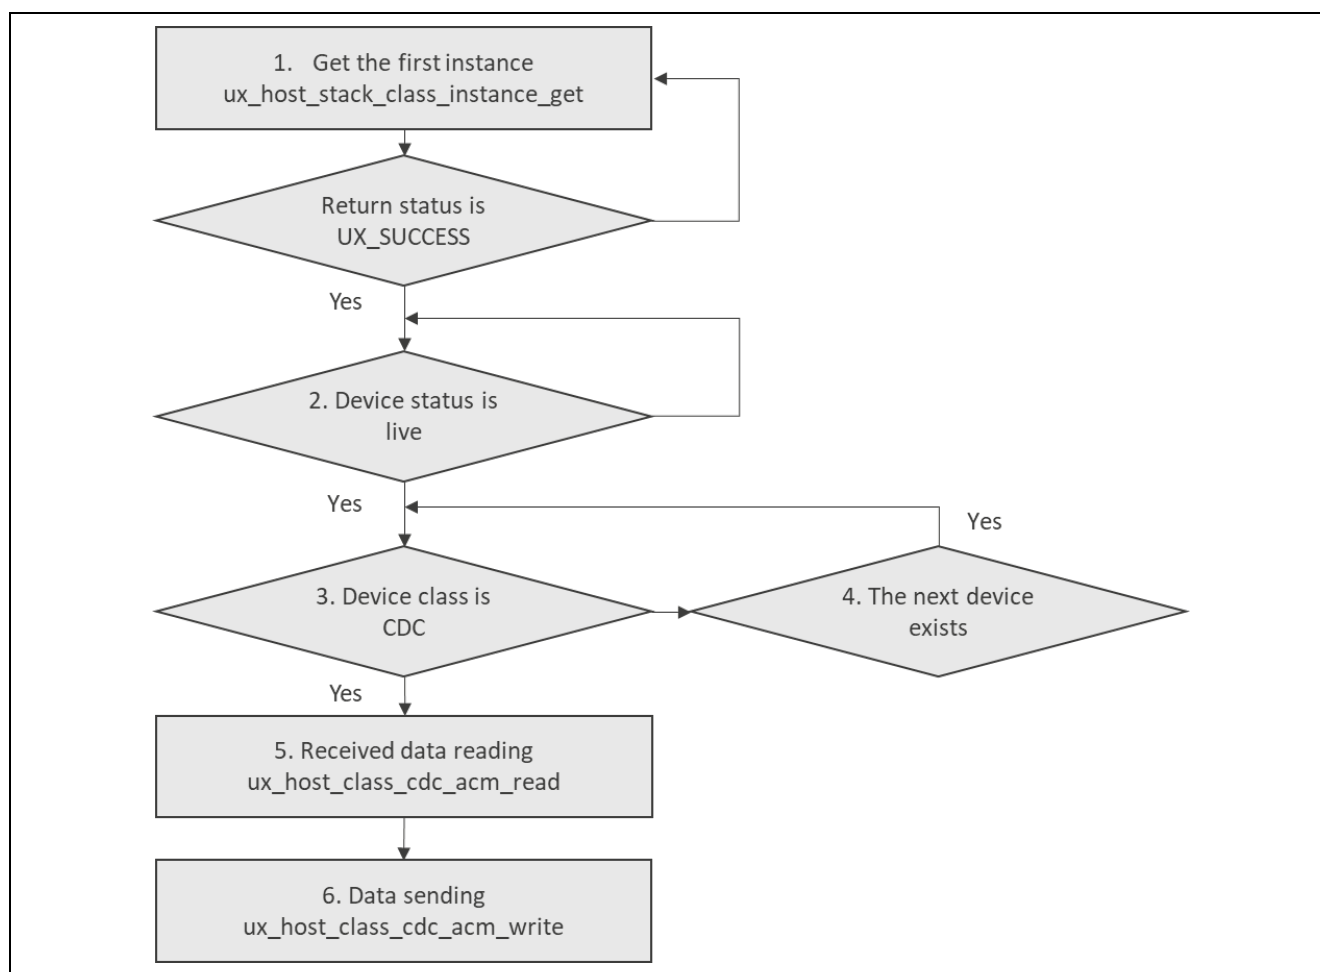 1. Get the first instance
ux_host_stack_class_instance_get
Return status is
UX_SUCCESS
Yes
2. Device status is
live
Yes
Yes
3. Device class is
CDC
4. The next device
exists
Yes
5. Received data reading
ux_host_class_cdc_acm_read
6. Data sending
ux_host_class_cdc_acm_write